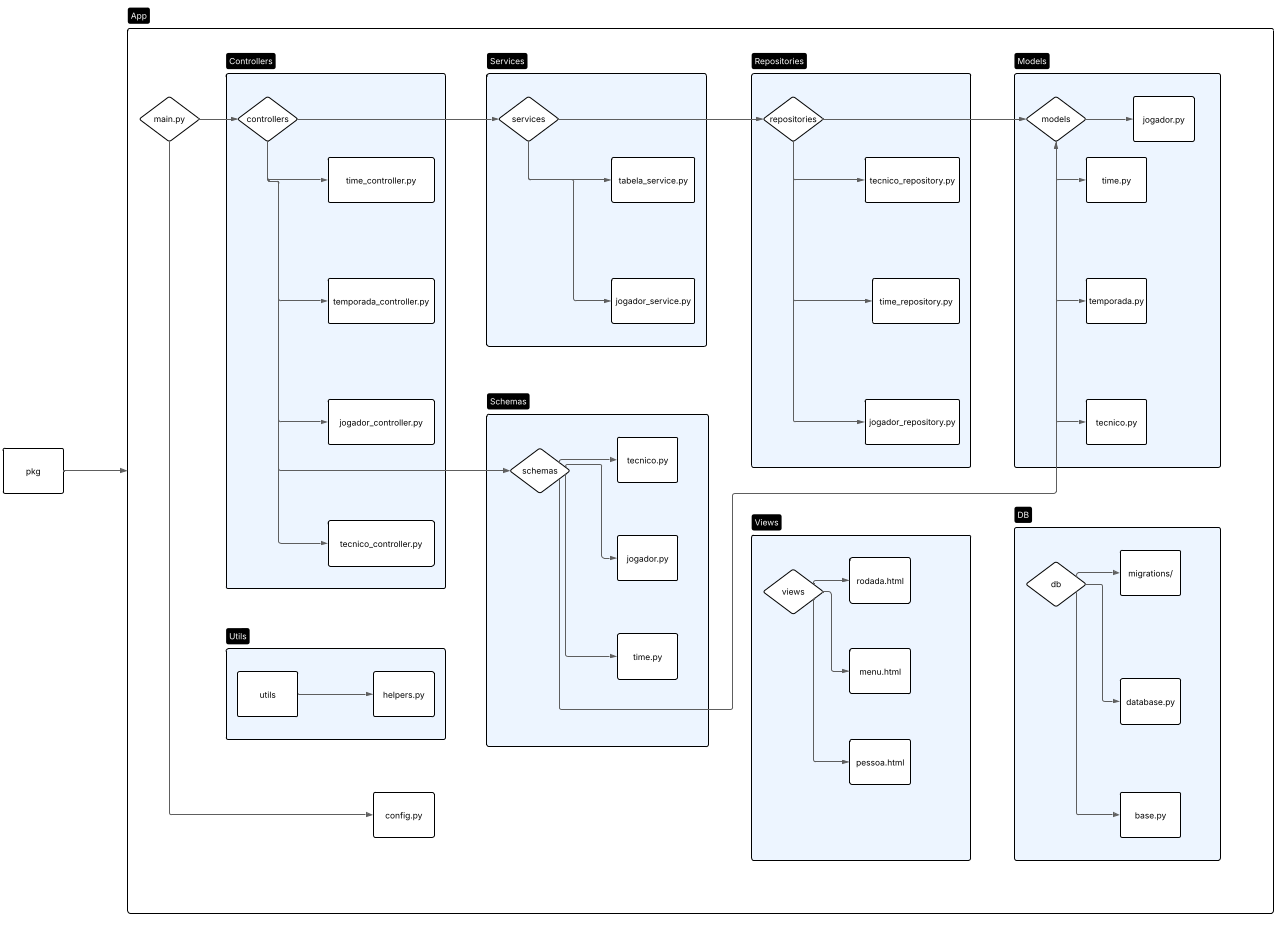 App
Controllers
Services
Repositories
Models
main.py
controllers
services
repositories
models
jogador.py
time_controller.py
tabela_service.py
tecnico_repository.py
time.py
temporada_controller.py
jogador_service.py
time_repository.py
temporada.py
Schemas
jogador_controller.py
jogador_repository.py
tecnico.py
pkg
schemas
tecnico.py
Views
DB
tecnico_controller.py
jogador.py
rodada.html
migrations/
views
db
Utils
time.py
menu.html
utils
helpers.py
database.py
pessoa.html
config.py
base.py